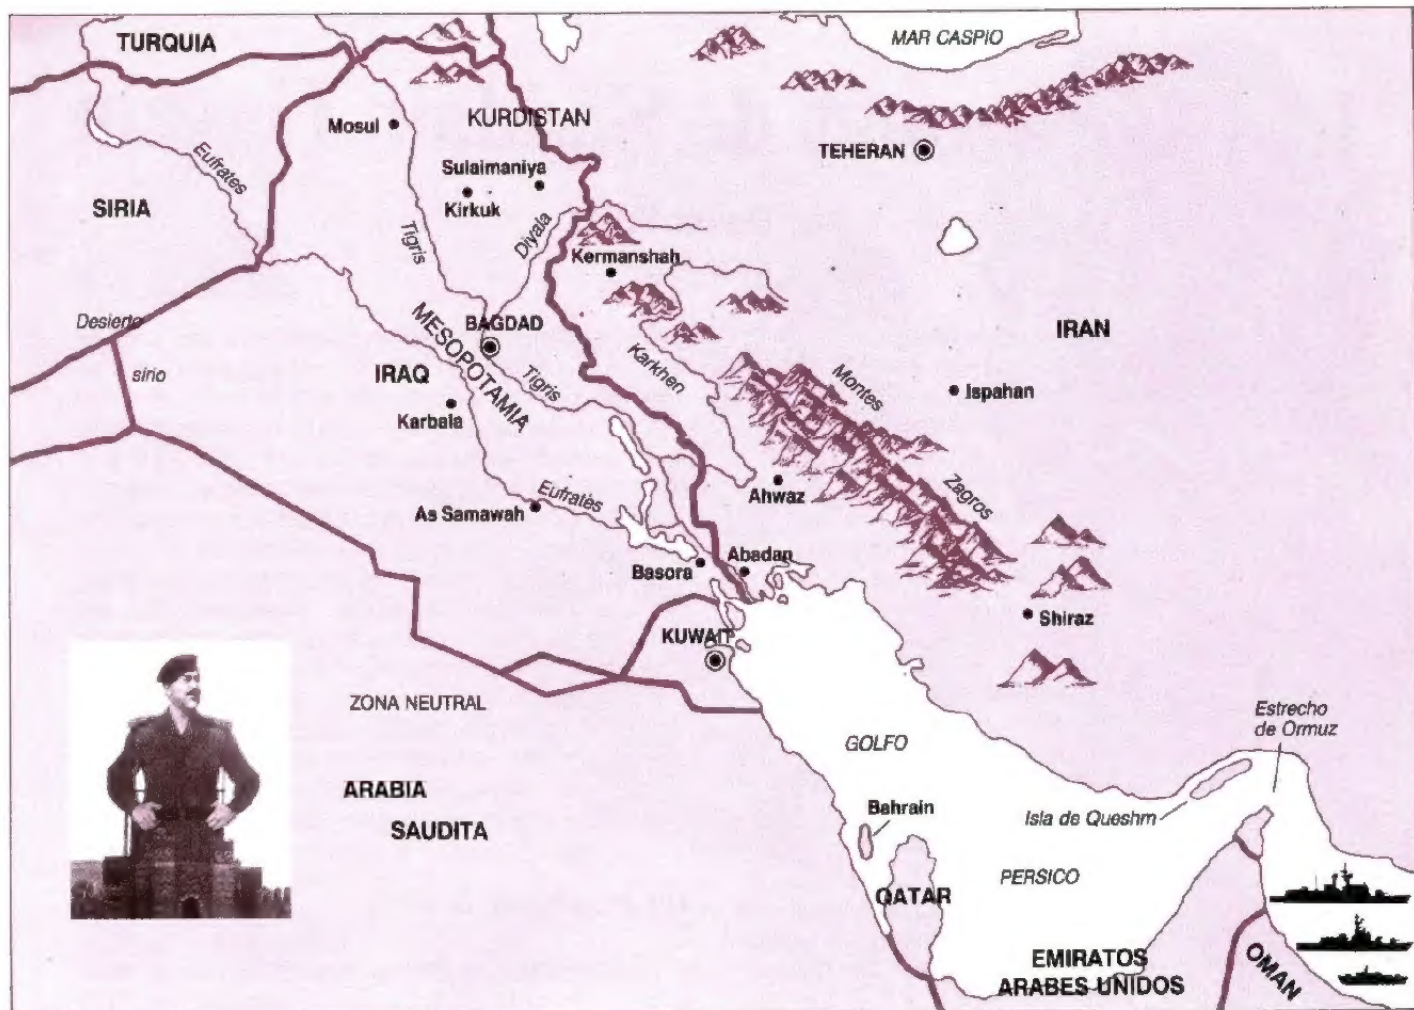 TURQUIA
MAR CASPIO
Mosul
KURDISTAN
TEHERAN
Eufrates
Sulaimaniya
Kirkuk
SIRIA
Tigris
Diyala
Kermanshah
Desierto
sirio
MESOPOTAMIA
BAGDAD
IRAQ
Tigris
Karkhen
Montes
Zagros
IRAN
Ispahan
Karbala
Eufrates
As Samawah
Ahwaz
Basora
Abadan
Shiraz
KUWAIT
ZONA NEUTRAL
Estrecho
de Ormuz
GOLFO
ARABIA
SAUDITA
Bahrain
Isla de Queshm
PERSICO
QATAR
EMIRATOS
ARABES UNIDOS
OMAN